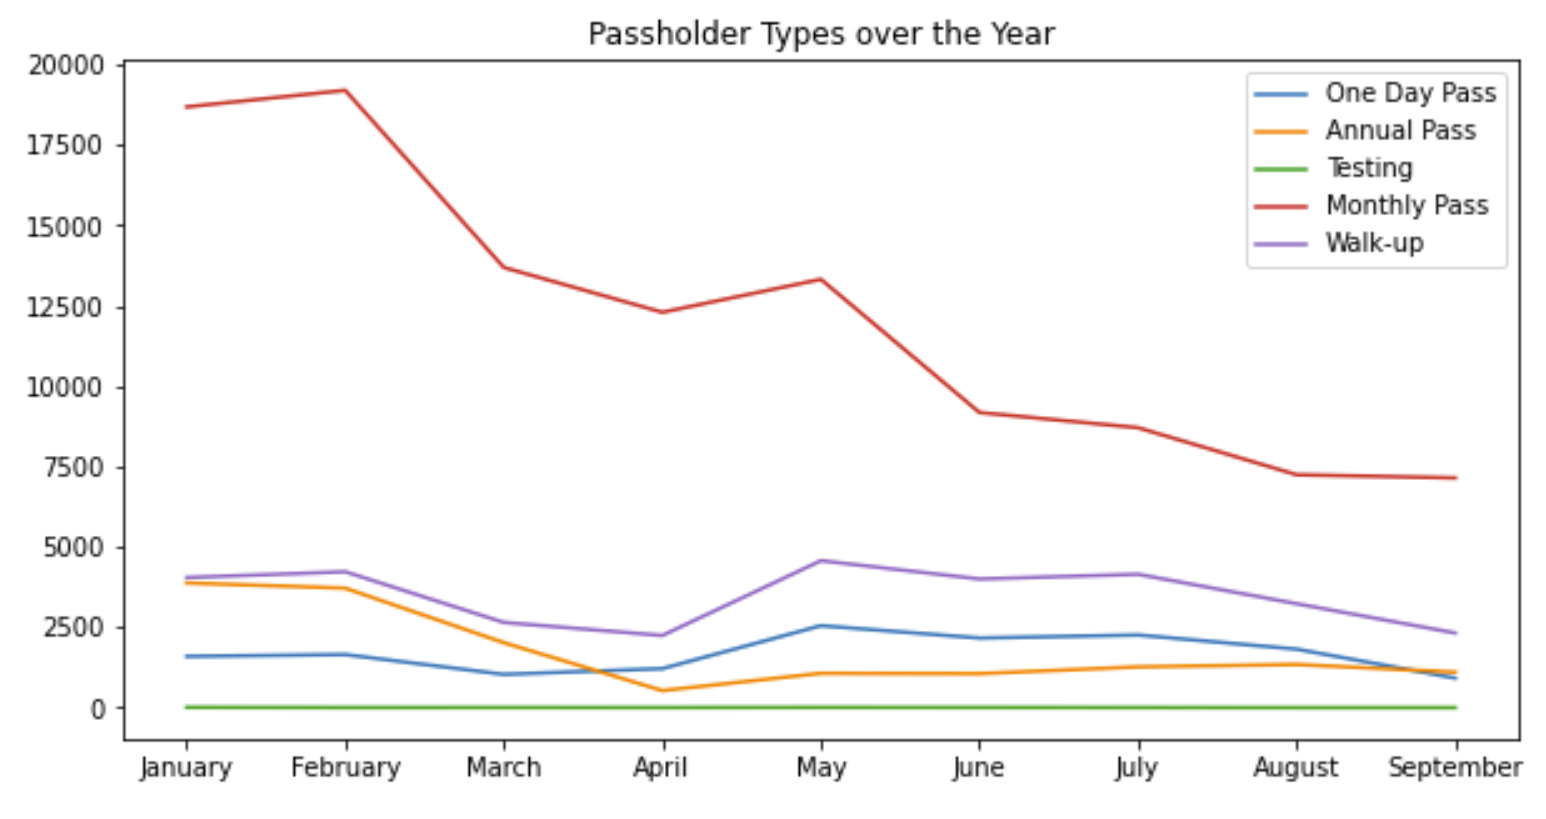 Passholder Types over the Year
20000
17500
15000
12500
10000
7500
5000
2500
0
One Day Pass
Annual Pass
Testing
Monthly Pass
Walk-up
January February March April May June July August September